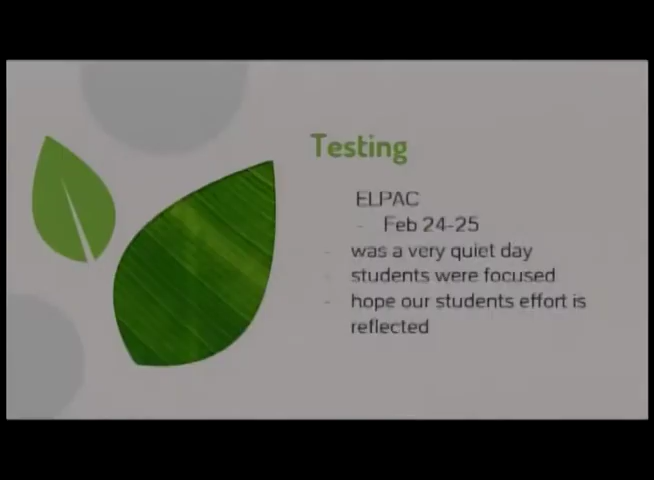 Testing
ELPAC
- Feb 24-25
- was a very quiet day
- students were focused
- hope our students effort is
reflected